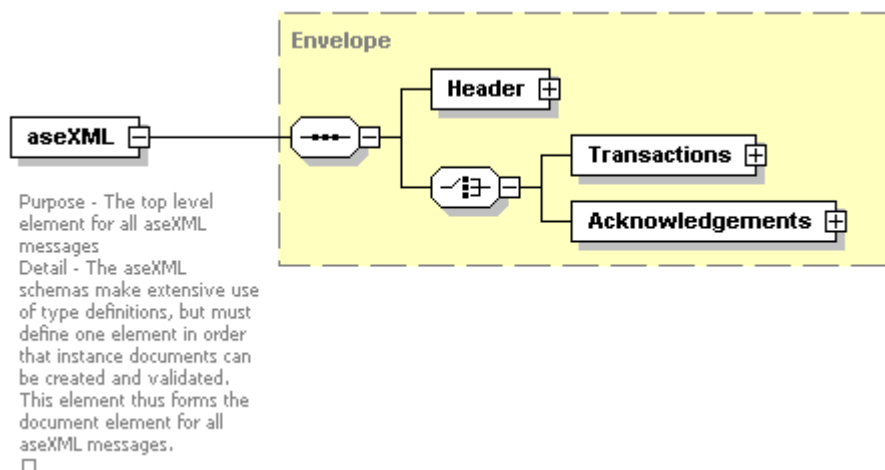 Envelope
Header
aseXML
Transactions
Acknowledgements
Purpose - The top level
element for all aseXML
messages
Detail - The aseXML
schemas make extensive use
of type definitions, but must
define one element in order
that instance documents can
be created and validated.
This element thus forms the
document element for all
aseXML messages.